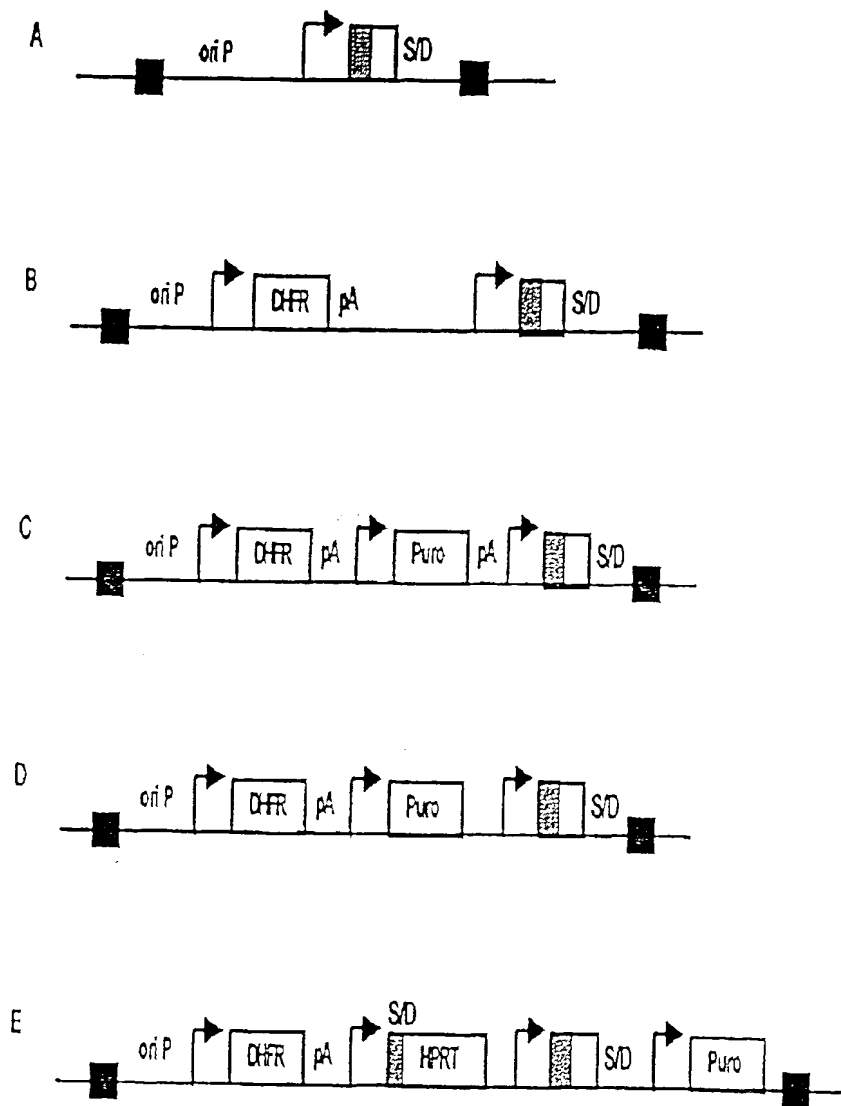 A
ori P S/D
B
ori P DHFR pA S/D
C
ori P DHFR pA Puro pA S/D
D
ori P DHFR pA Puro S/D
E
S/D
ori P DHFR pA HPRT S/D Puro